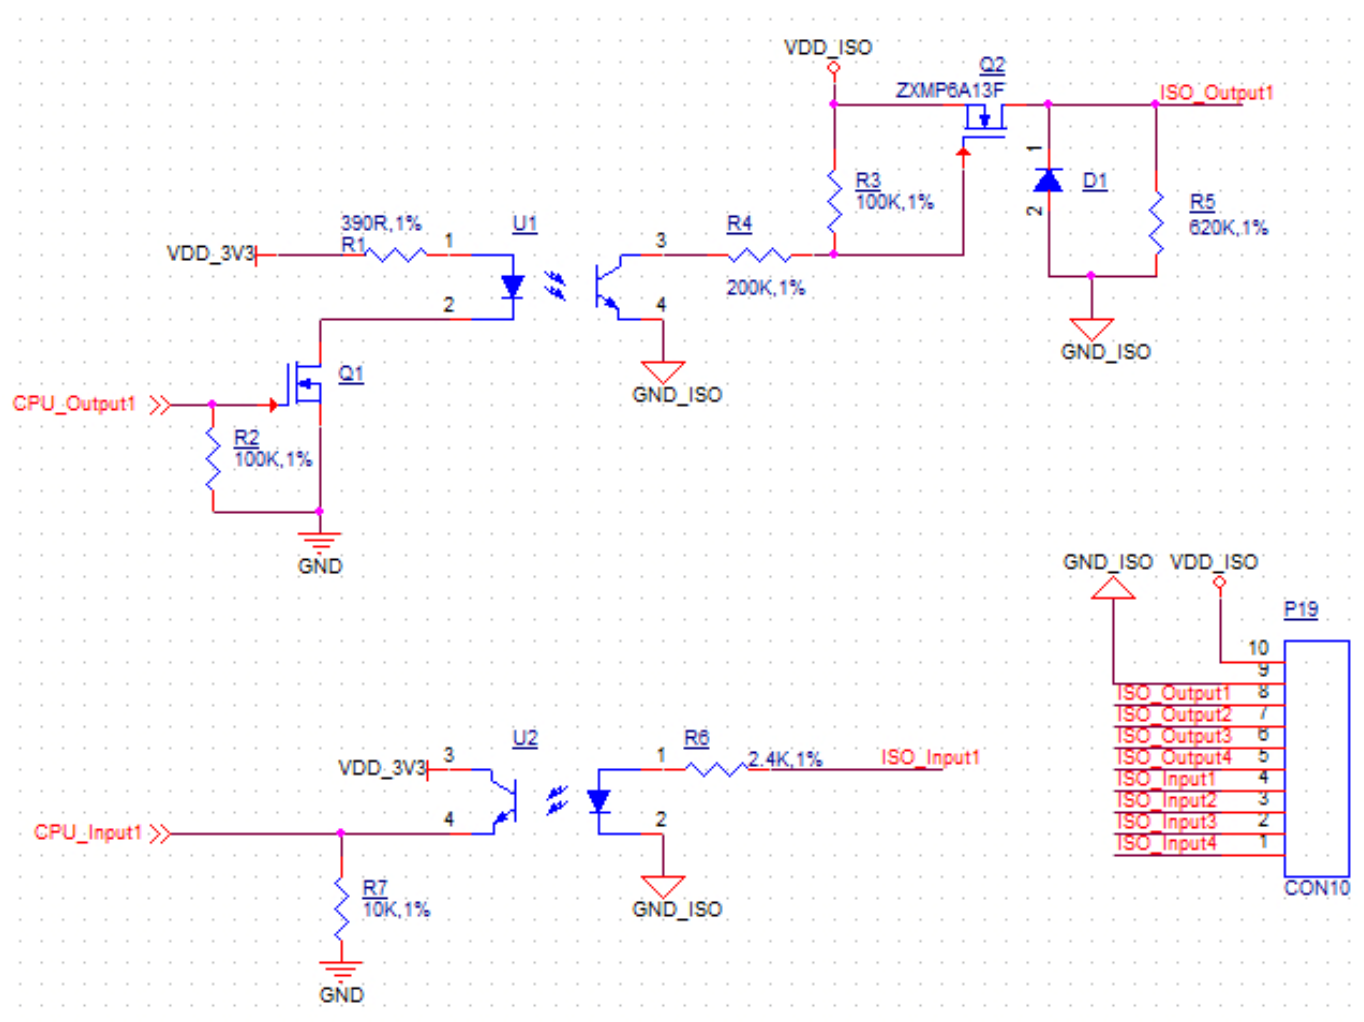 VDD_ISO
Q2
ZXMP6A13F
ISO_Output1
1
D1
2
R3
100K,1%
R5
620K,1%
390R,1%
R1
VDD_3V3
1
U1
3
R4
200K,1%
2
4
GND_ISO
GND_ISO
Q1
CPU_Output1
R2
100K,1%
GND
GND_ISO
VDD_ISO
P19
10
9
ISO_Output1 8
ISO_Output2 7
ISO_Output3 6
ISO_Output4 5
ISO_Input1 4
ISO_Input2 3
ISO_Input3 2
ISO_Input4 1
CON10
U2
VDD_3V3
3
1
R6
2.4K,1%
ISO_Input1
CPU_Input1
4
2
R7
10K,1%
GND_ISO
GND